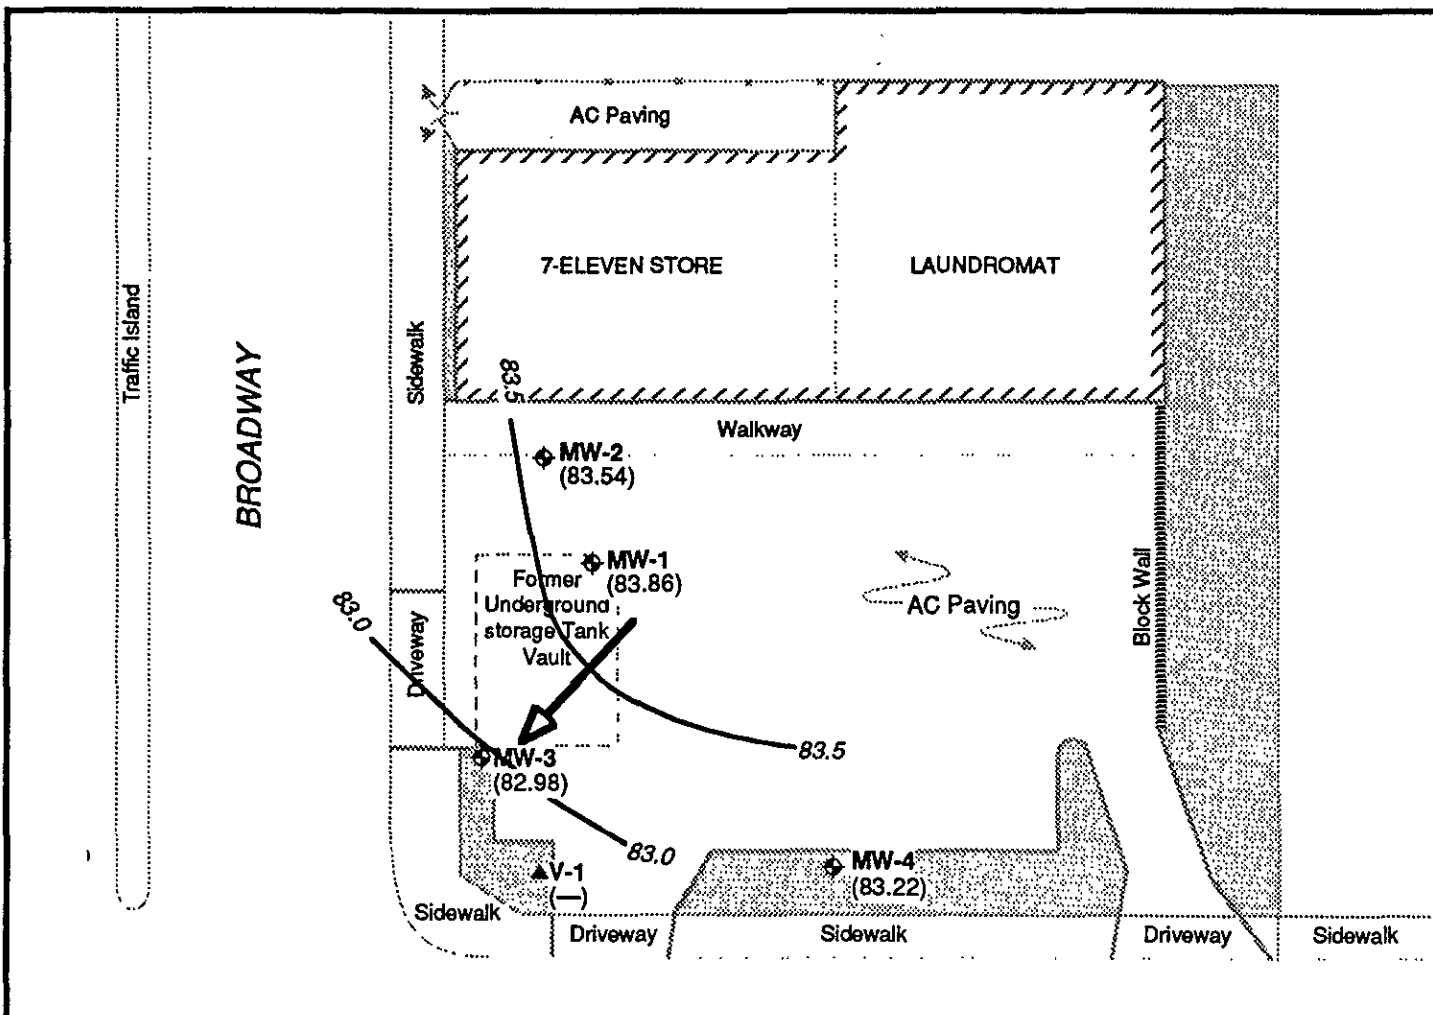 AC Paving
7-ELEVEN STORE
LAUNDROMAT
Traffic Island
BROADWAY
Sidewalk
83.5
Walkway
MW-2
(83.54)
MW-1
(83.86)
Former
Underground
storage Tank
Vault
AC Paving
Block Wall
83.0
Driveway
83.5
MW-3
(82.98)
83.0
V-1
(—)
MW-4
(83.22)
Sidewalk
Driveway
Sidewalk
Driveway
Sidewalk